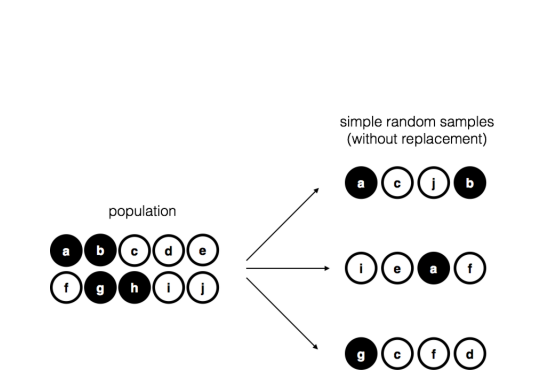 simple random samples
(without replacement)
a c j b
population
a b c d e
i e a f
f g h i j
g c f d